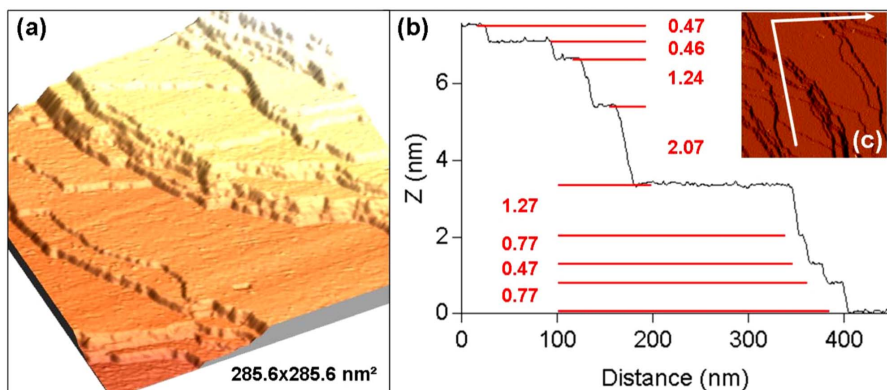 (a)
285.6x285.6 nm²
(b)
Z (nm)
6
4
2
0
0.47
0.46
1.24
2.07
1.27
0.77
0.47
0.77
(c)
0 100 200 300 400
Distance (nm)